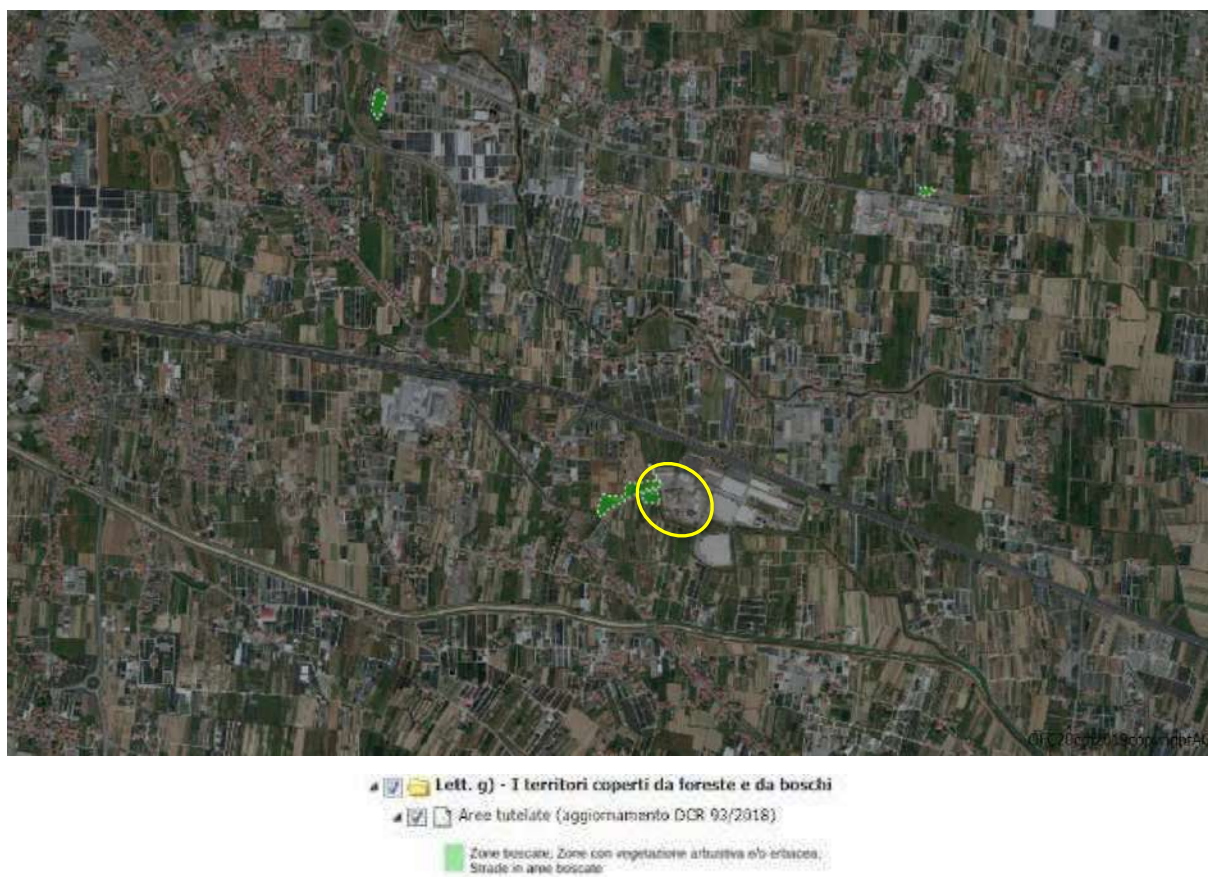 Lett. g) - I territori coperti da foreste e da boschi
Aree tutelate (aggiornamento DCR 93/2018)
Zone boscate; Zone con vegetazione arbustiva e/o erbacea;
Strade in aree boscate